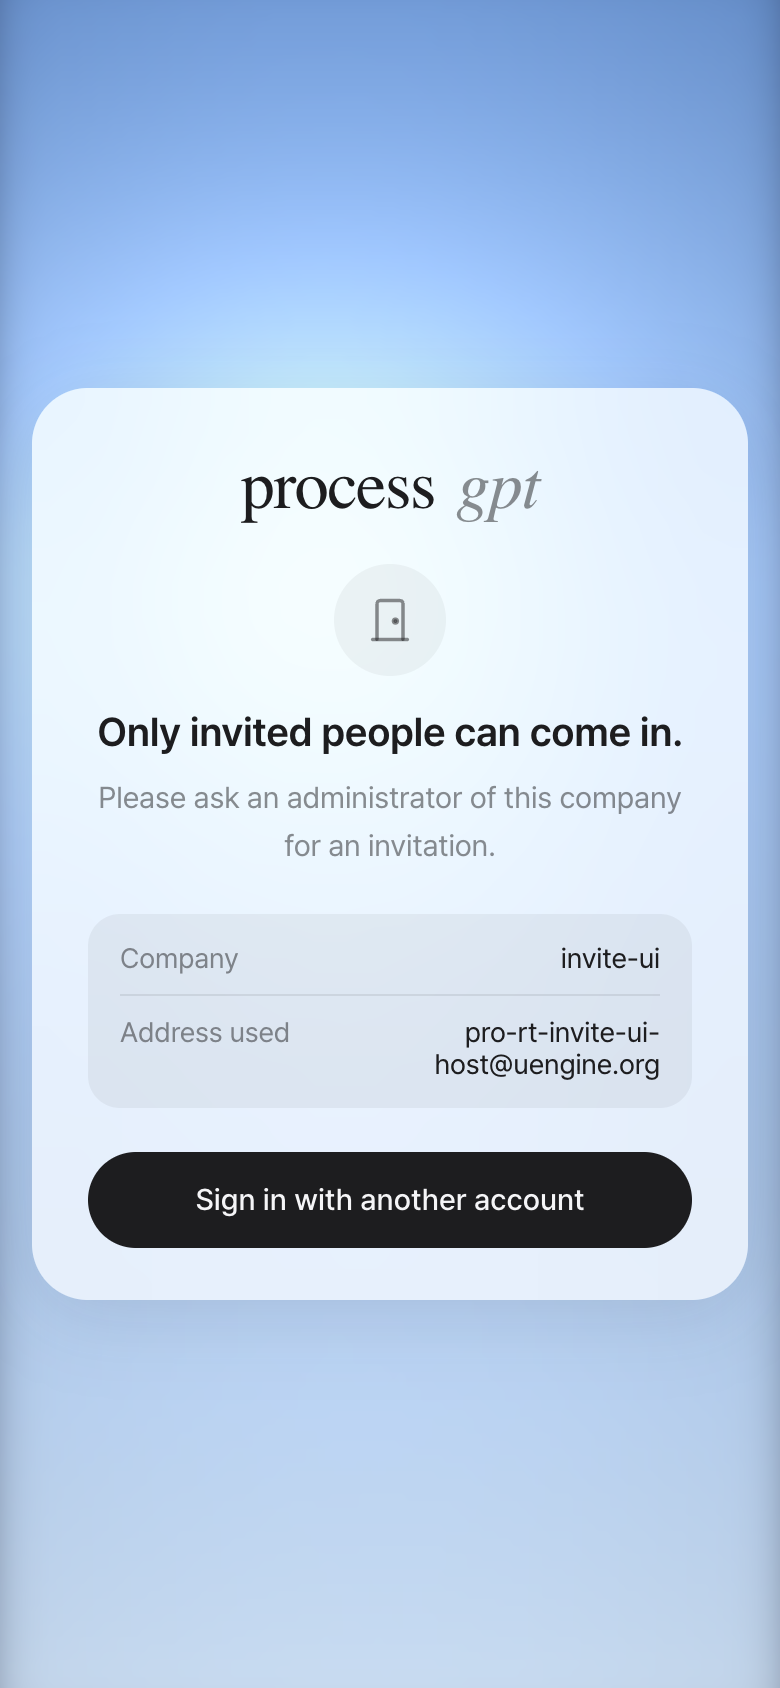 process gpt
Only invited people can come in.
Please ask an administrator of this company
for an invitation.
Company invite-ui
Address used pro-rt-invite-ui-
host@uengine.org
Sign in with another account